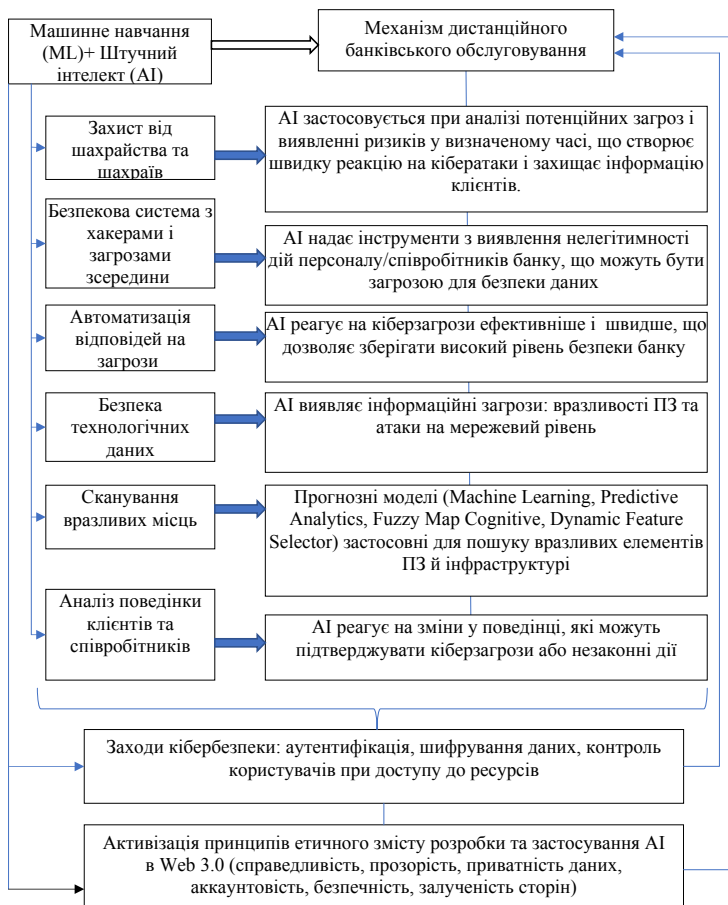 Машинне навчання
(ML)+ Штучний
інтелект (AI)
Механізм дистанційного
банківського обслуговування
Захист від
шахрайства та
шахраїв
AI застосовується при аналізі потенційних загроз і
виявленні ризиків у визначеному часі, що створює
швидку реакцію на кібератаки і захищає інформацію
клієнтів.
Безпекова система з
хакерами і
загрозами
зсередини
AI надає інструменти з виявлення нелегітимності
дій персоналу/співробітників банку, що можуть бути
загрозою для безпеки даних
Автоматизація
відповідей на
загрози
AI реагує на кіберзагрози ефективніше і швидше, що
дозволяє зберігати високий рівень безпеки банку
Безпека
технологічних
даних
AI виявляє інформаційні загрози: вразливості ПЗ та
атаки на мережевий рівень
Сканування
вразливих місць
Прогнозні моделі (Machine Learning, Predictive
Analytics, Fuzzy Map Cognitive, Dynamic Feature
Selector) застосовні для пошуку вразливих елементів
ПЗ й інфраструктурі
Аналіз поведінки
клієнтів та
співробітників
AI реагує на зміни у поведінці, які можуть
підтверджувати кіберзагрози або незаконні дії
Заходи кібербезпеки: аутентифікація, шифрування даних, контроль
користувачів при доступу до ресурсів
Активізація принципів етичного змісту розробки та застосування AI
в Web 3.0 (справедливість, прозорість, приватність даних,
аккаунтовість, безпечність, залученість сторін)